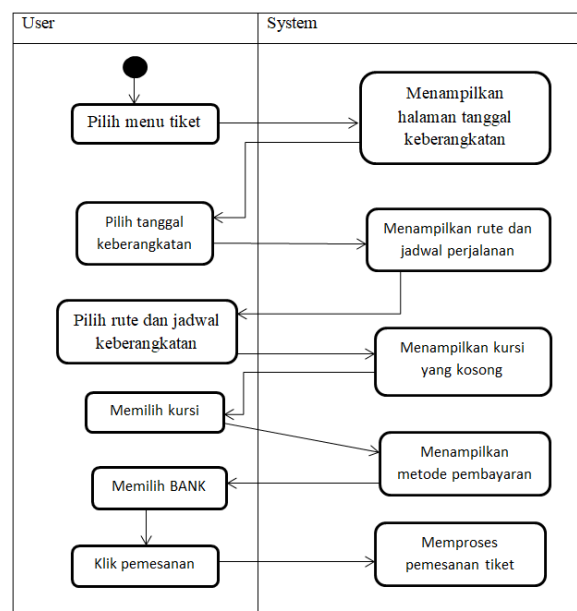 User
System
Pilih menu tiket
Menampilkan
halaman tanggal
keberangkatan
Pilih tanggal
keberangkatan
Menampilkan rute dan
jadwal perjalanan
Pilih rute dan jadwal
keberangkatan
Menampilkan kursi
yang kosong
Memilih kursi
Menampilkan
metode pembayaran
Memilih BANK
Klik pemesanan
Memproses
pemesanan tiket